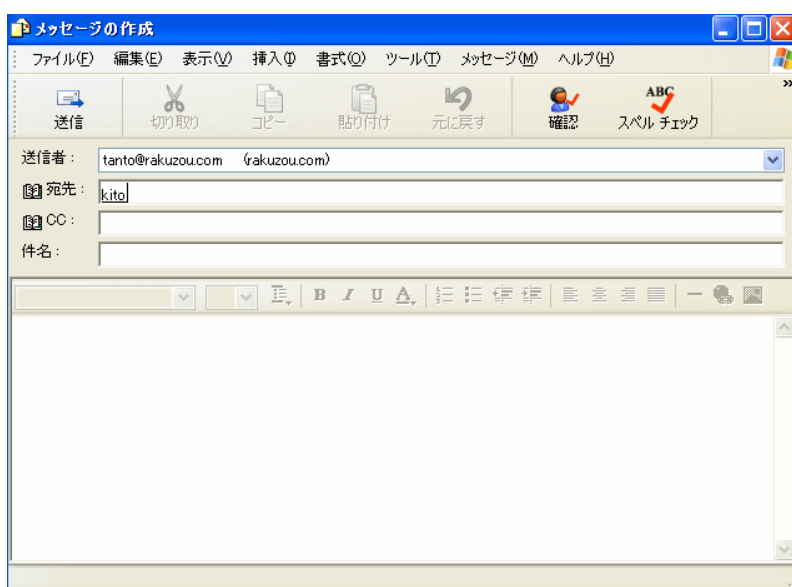 メッセージの作成
ファイル(F) 編集(E) 表示(V) 挿入(I) 書式(O) ツール(T) メッセージ(M) ヘルプ(H)
送信 切り取り コピー 貼り付け 元に戻す 確認 ABC スペル チェック »
送信者： tanto@rakuzou.com (rakuzou.com)
宛先： kito
CC：
件名：
B I U A